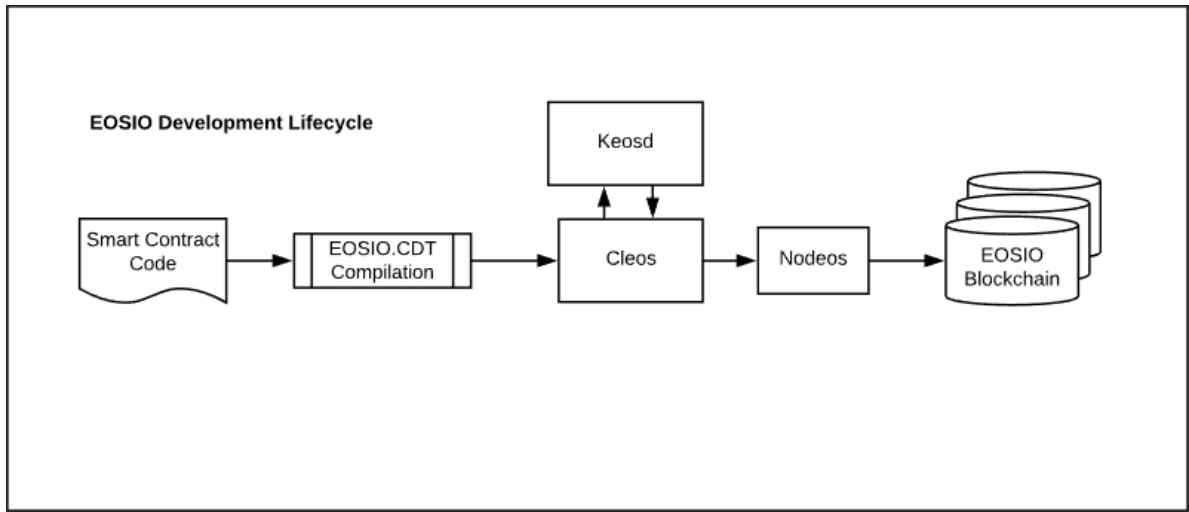 EOSIO Development Lifecycle
Keosd
Smart Contract
Code
EOSIO.CDT
Compilation
Cleos
Nodeos
EOSIO
Blockchain